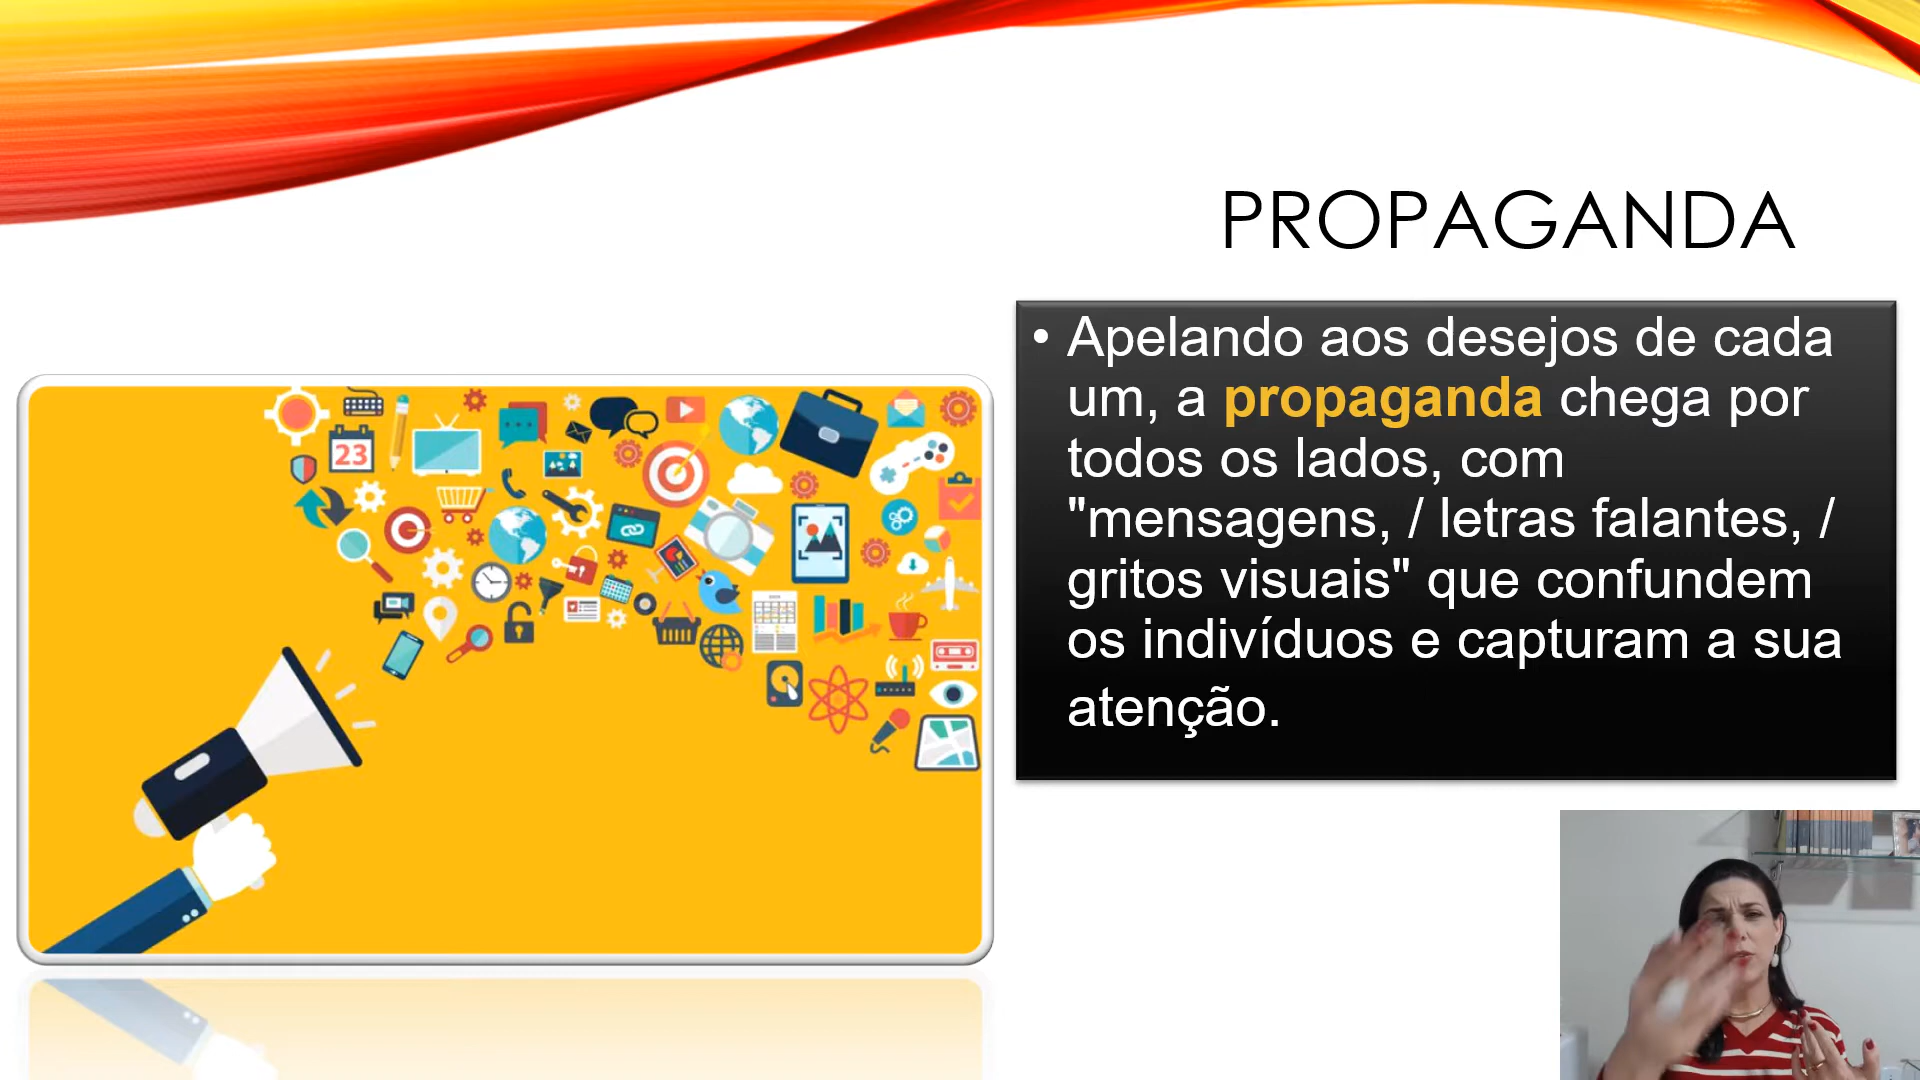 PROPAGANDA
• Apelando aos desejos de cada
um, a propaganda chega por
todos os lados, com
"mensagens, / letras falantes, /
gritos visuais" que confundem
os indivíduos e capturam a sua
atenção.
23